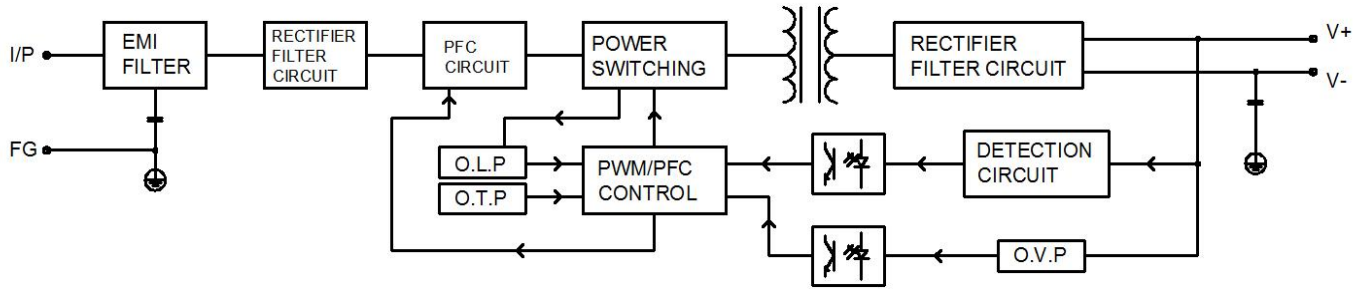 I/P
EMI
FILTER
RECTIFIER
FILTER
CIRCUIT
PFC
CIRCUIT
POWER
SWITCHING
RECTIFIER
FILTER CIRCUIT
V+
V-
FG
O.L.P
O.T.P
PWM/PFC
CONTROL
DETECTION
CIRCUIT
O.V.P